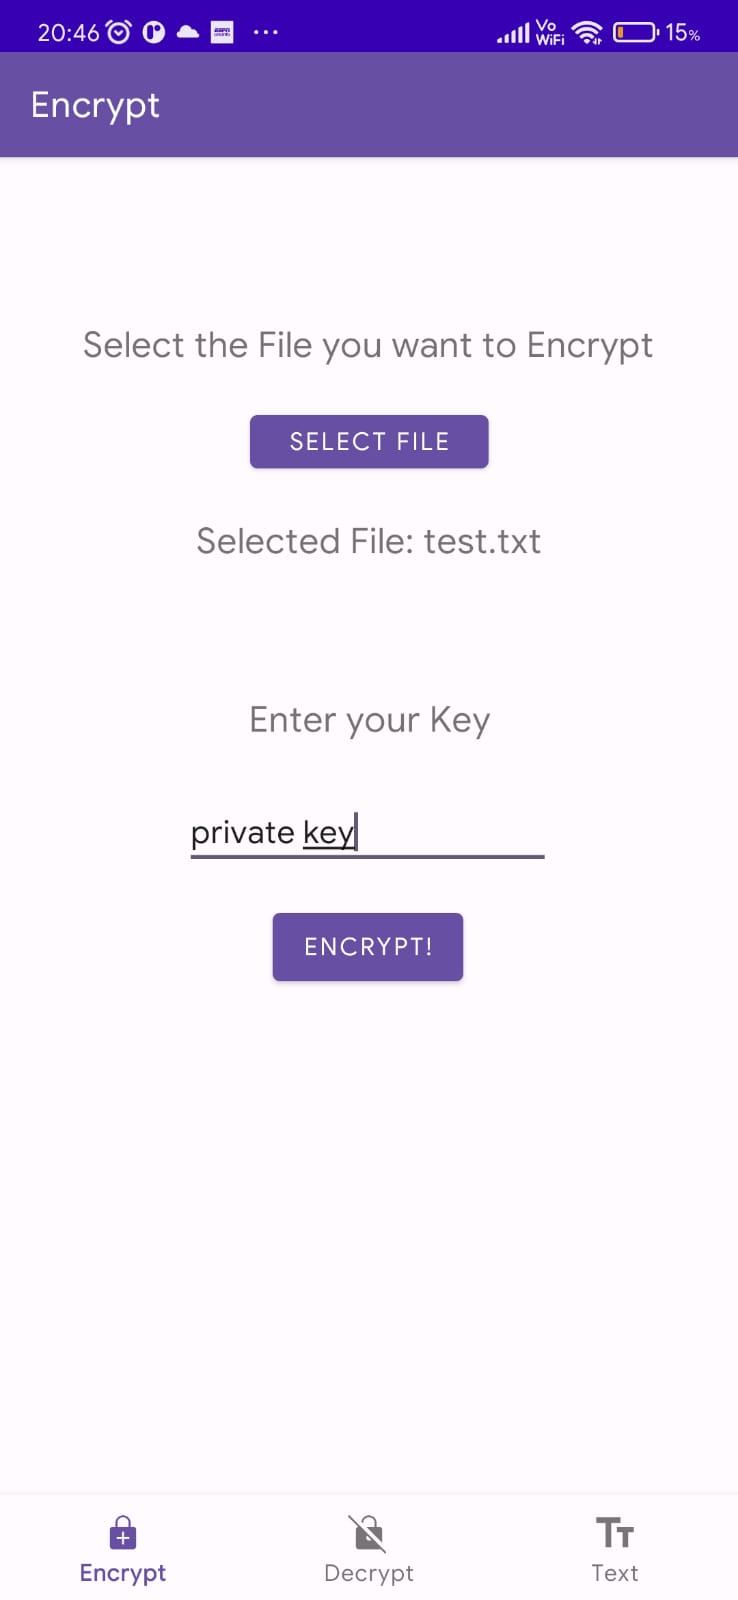 20:46 ... Vo WiFi 15%
Encrypt
Select the File you want to Encrypt
SELECT FILE
Selected File: test.txt
Enter your Key
private key
ENCRYPT!
Encrypt Decrypt Text